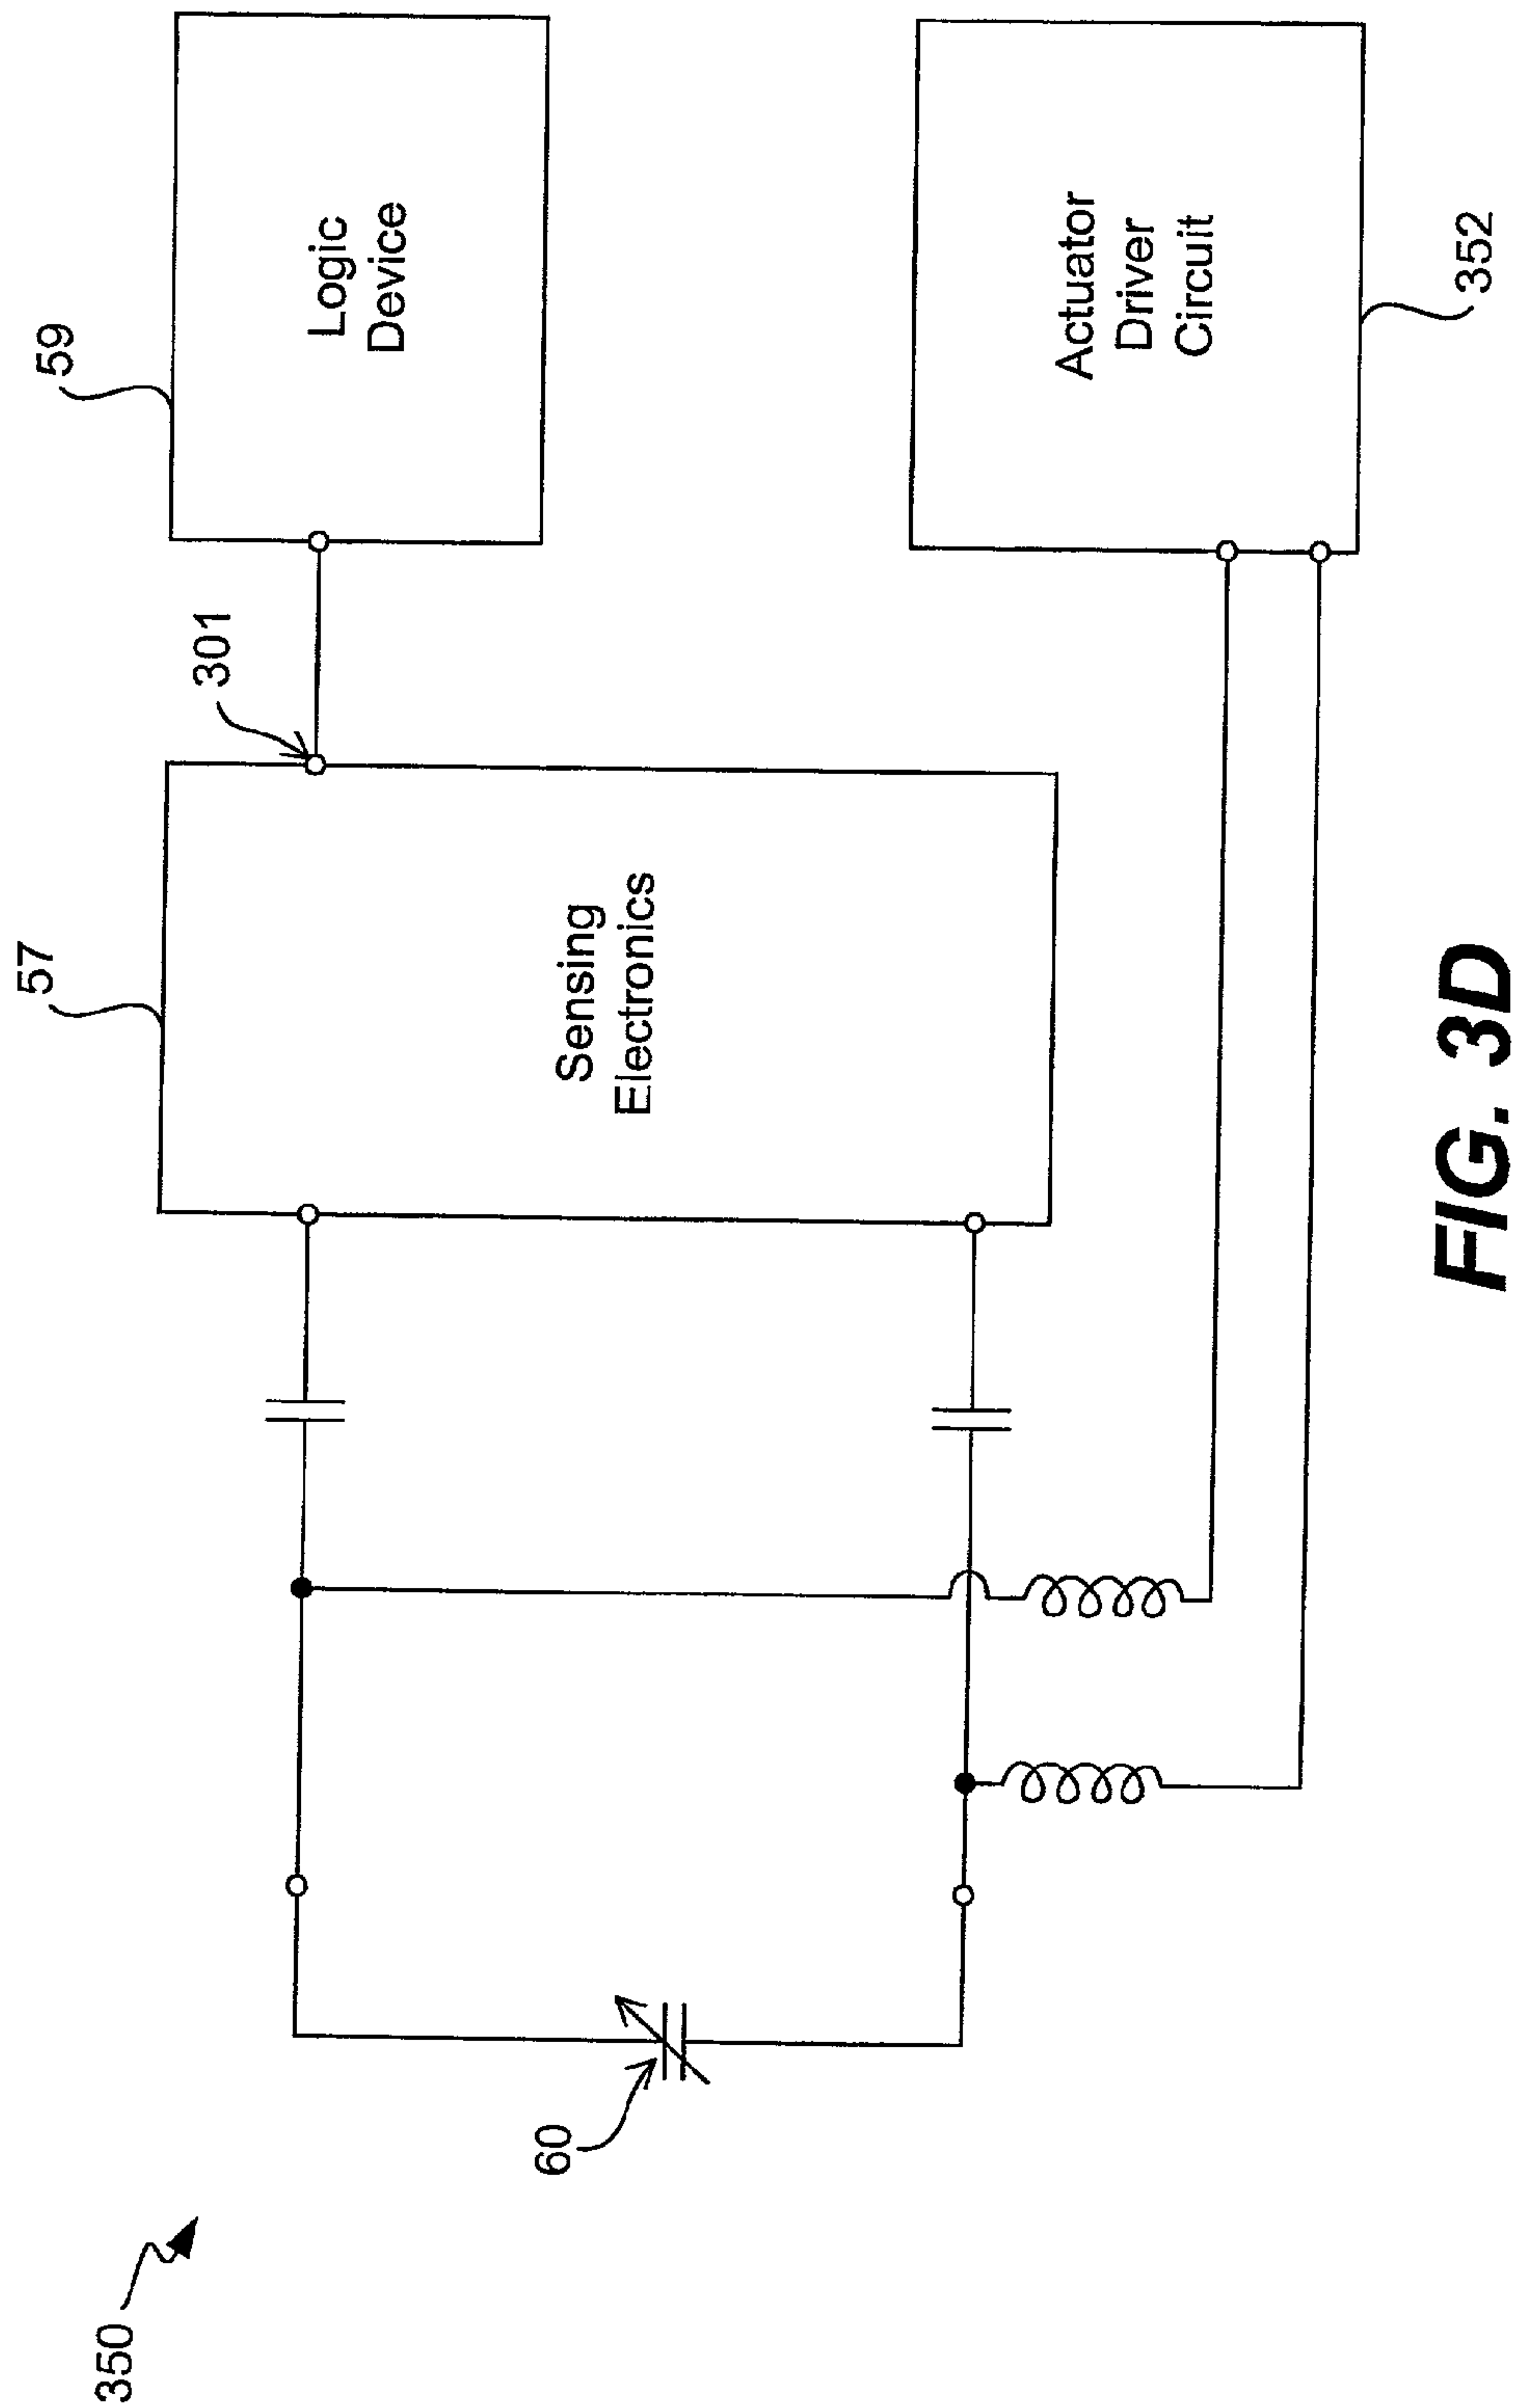 350
60
57
Sensing
Electronics
301
59
Logic
Device
Actuator
Driver
Circuit
352
FIG. 3D